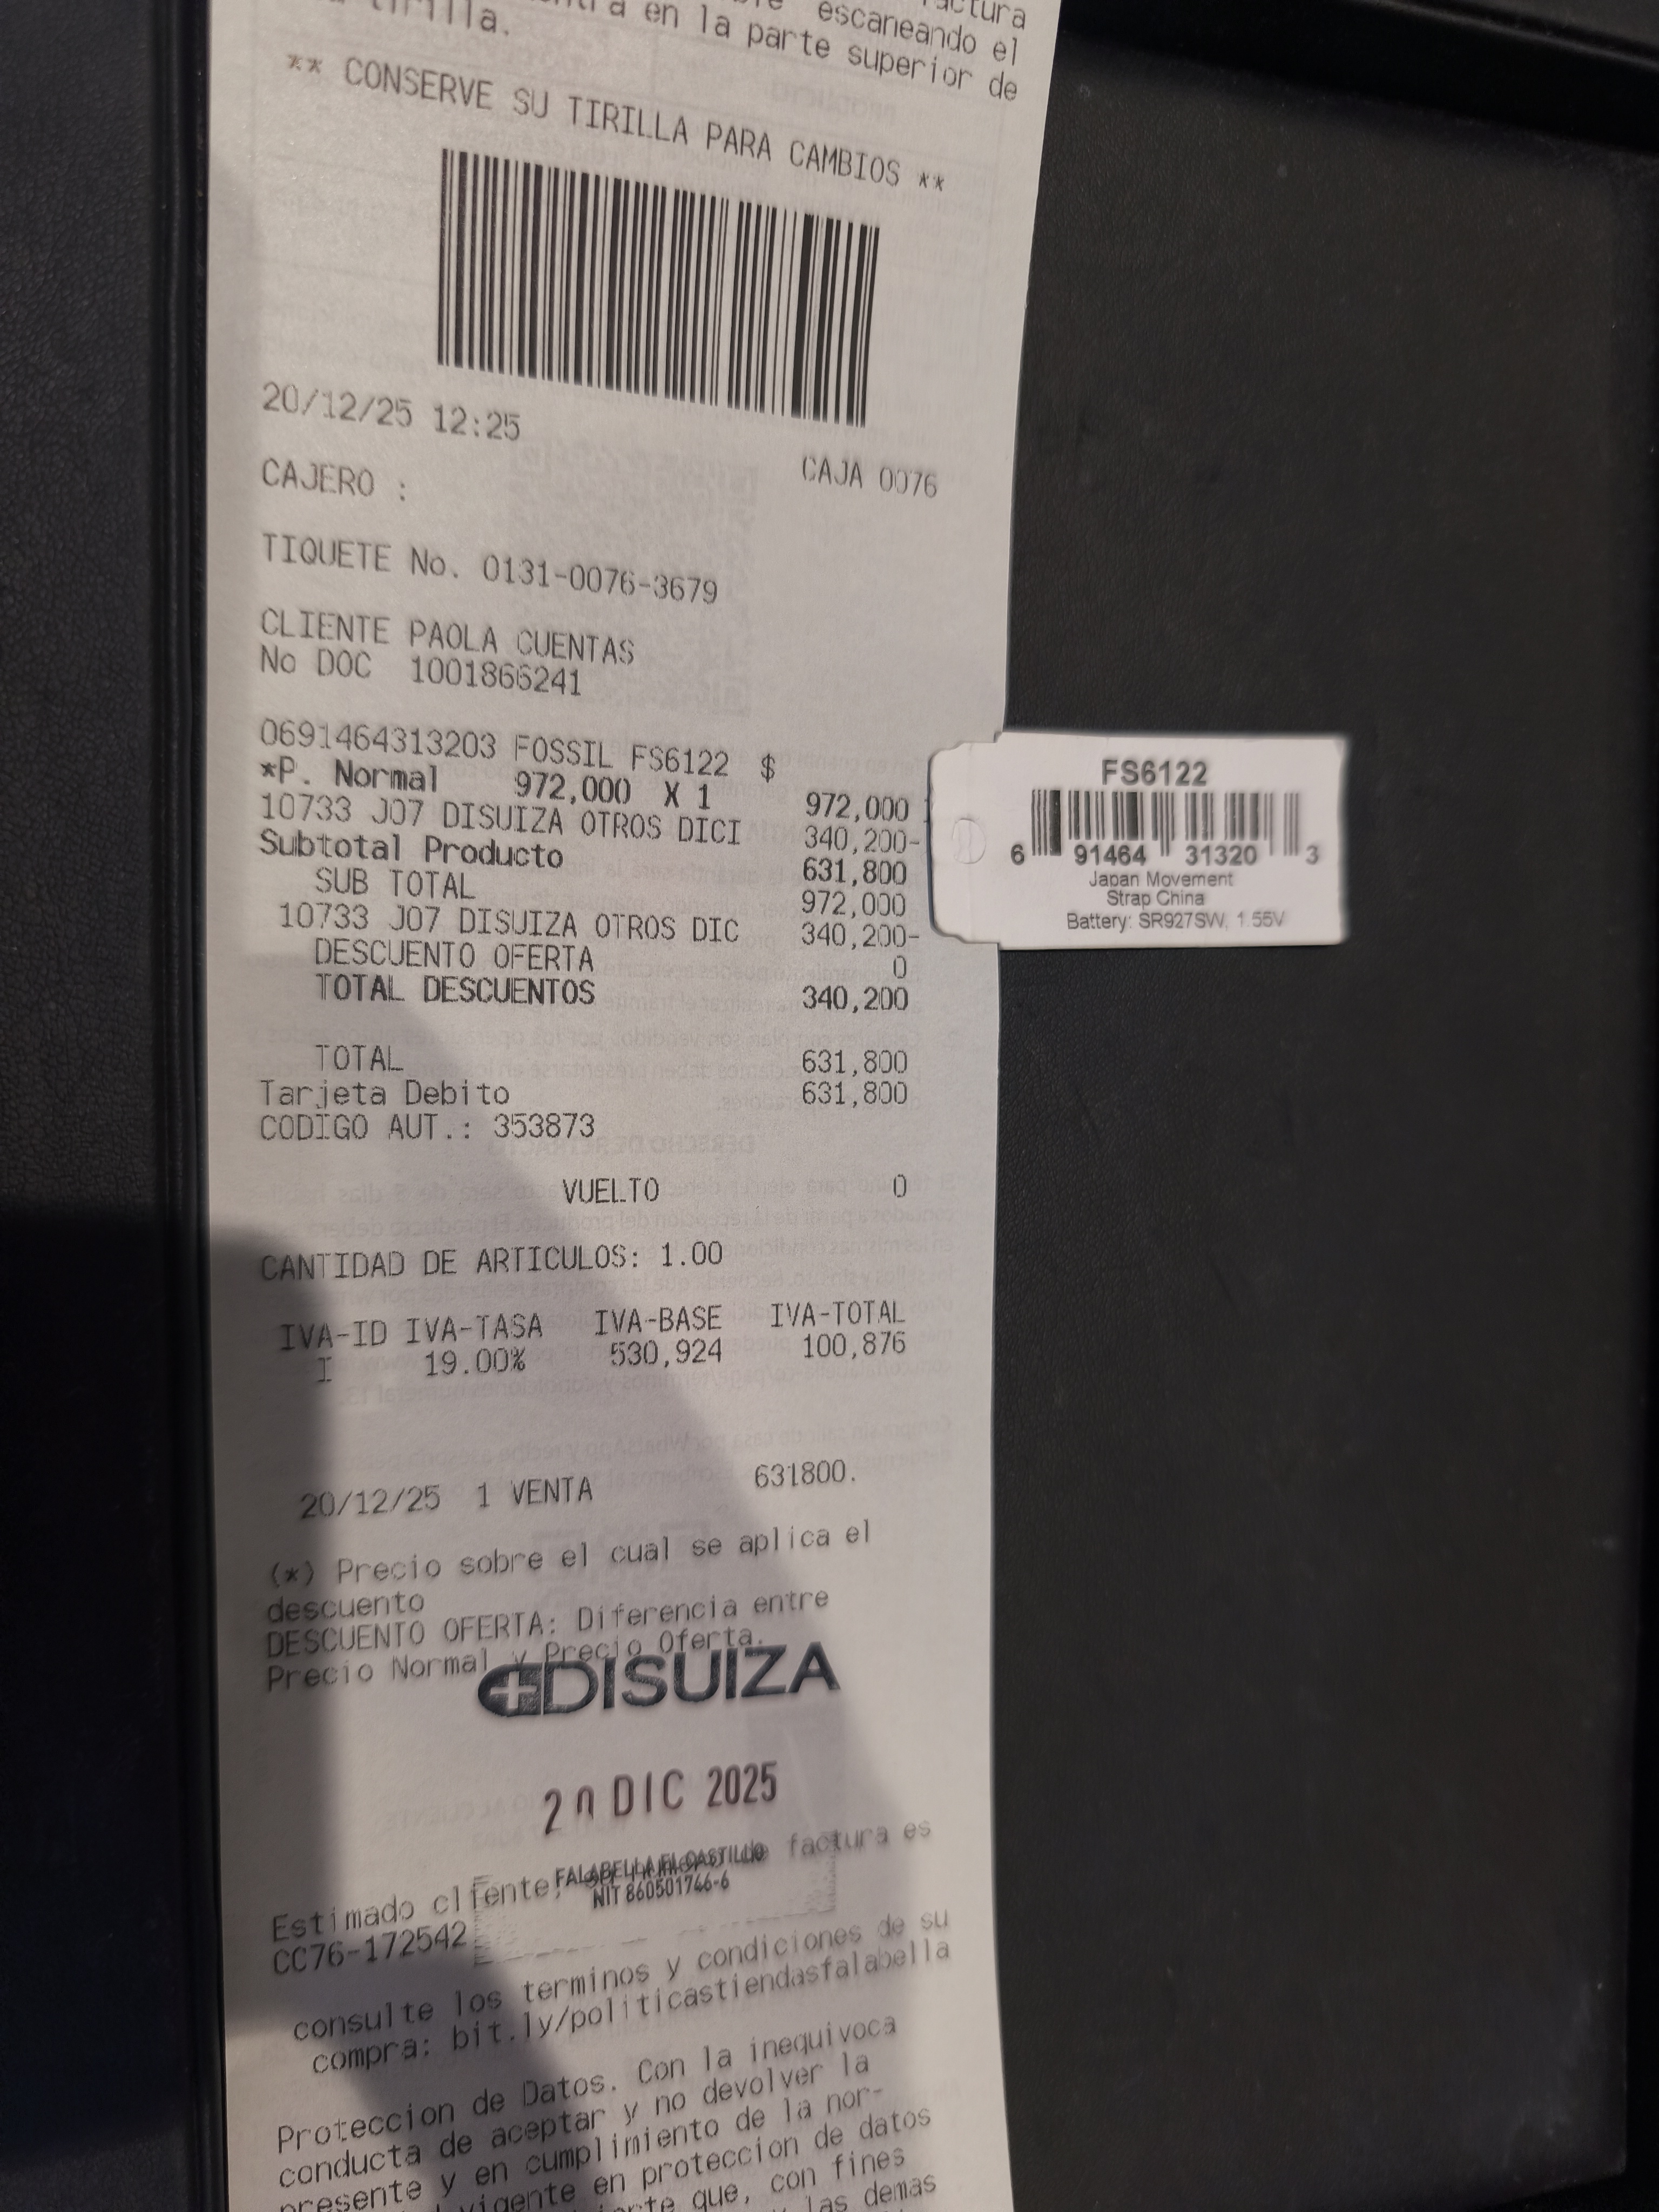 factura
escaneando el
en la parte superior de
tirilla.
** CONSERVE SU TIRILLA PARA CAMBIOS **
20/12/25 12:25
CAJA 0076
CAJERO :
TIQUETE No. 0131-0076-3679
CLIENTE PAOLA CUENTAS
No DOC 1001866241
0691464313203 FOSSIL FS6122 $
*P. Normal 972,000 X 1 972,000
10733 J07 DISUIZA OTROS DICI 340,200-
Subtotal Producto 631,800
SUB TOTAL 972,000
10733 J07 DISUIZA OTROS DIC 340,200-
DESCUENTO OFERTA 0
TOTAL DESCUENTOS 340,200
TOTAL 631,800
Tarjeta Debito 631,800
CODIGO AUT.: 353873
VUELTO 0
CANTIDAD DE ARTICULOS: 1.00
IVA-ID IVA-TASA IVA-BASE IVA-TOTAL
I 19.00% 530,924 100,876
20/12/25 1 VENTA 631800.
(*) Precio sobre el cual se aplica el
descuento
DESCUENTO OFERTA: Diferencia entre
Precio Normal y Precio Oferta.
DISUIZA
20 DIC 2025
FALABELLA EL CASTILLO
NIT 860501746-6
Estimado cliente, factura es
CC76-172542
consulte los terminos y condiciones de su
compra: bit.ly/politicastiendasfalabella
Proteccion de Datos. Con la inequivoca
conducta de aceptar y no devolver la
presente y en cumplimiento de la nor-
vigente en proteccion de datos
que, con fines
las demas
FS6122
6 91464 31320 3
Japan Movement
Strap China
Battery: SR927SW, 1.55V